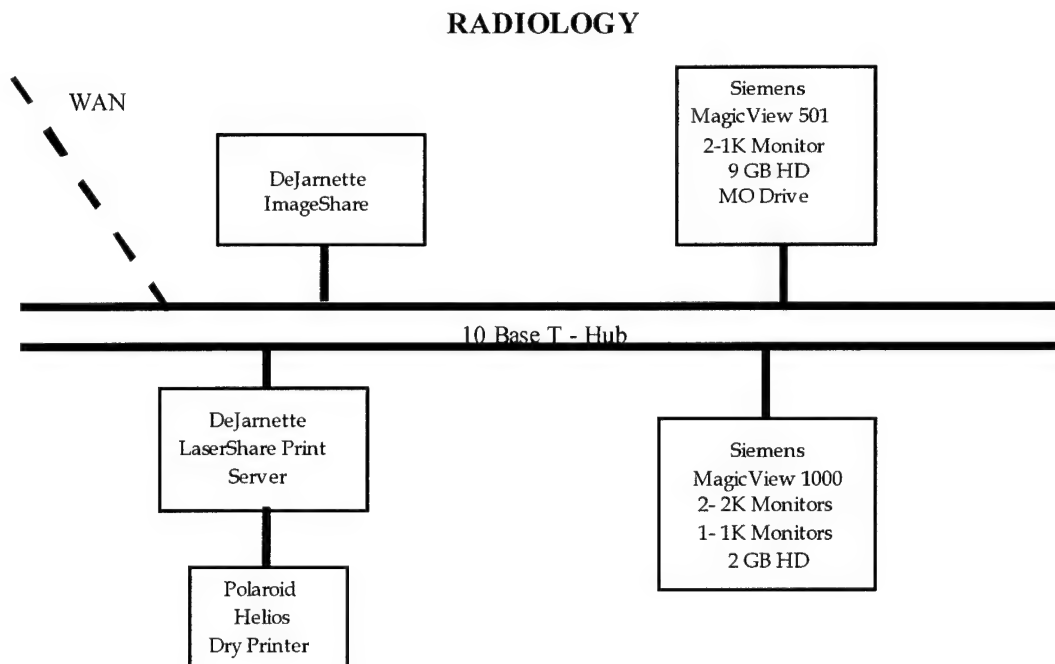 RADIOLOGY
WAN
Siemens
MagicView 501
2-1K Monitor
9 GB HD
MO Drive
DeJarnette
ImageShare
10 Base T - Hub
DeJarnette
LaserShare Print
Server
Siemens
MagicView 1000
2- 2K Monitors
1- 1K Monitors
2 GB HD
Polaroid
Helios
Dry Printer